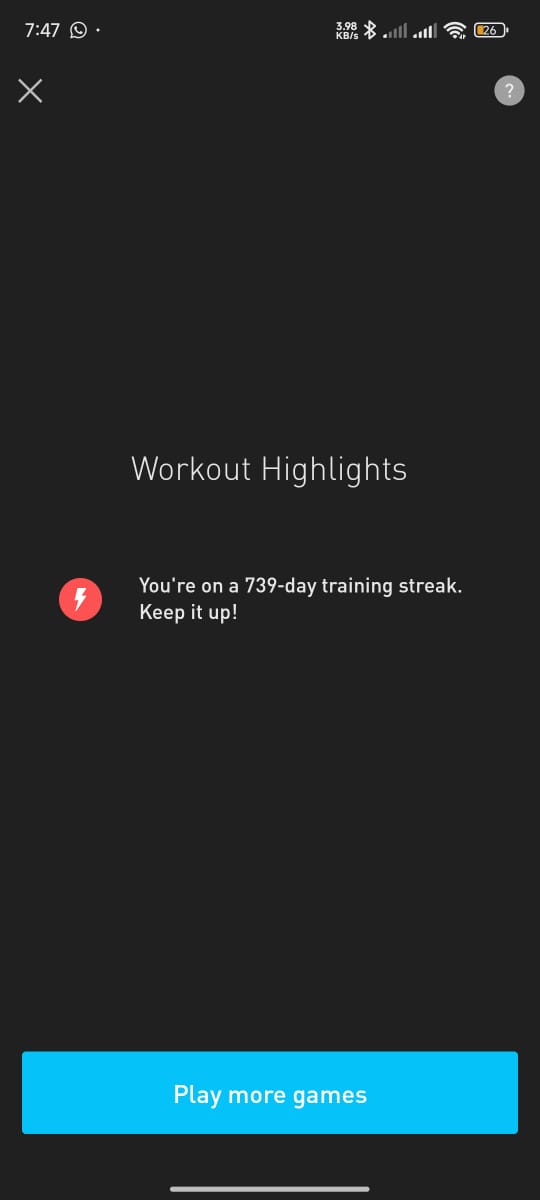 7:47
3.98
KB/s
26
?
Workout Highlights
You're on a 739-day training streak.
Keep it up!
Play more games